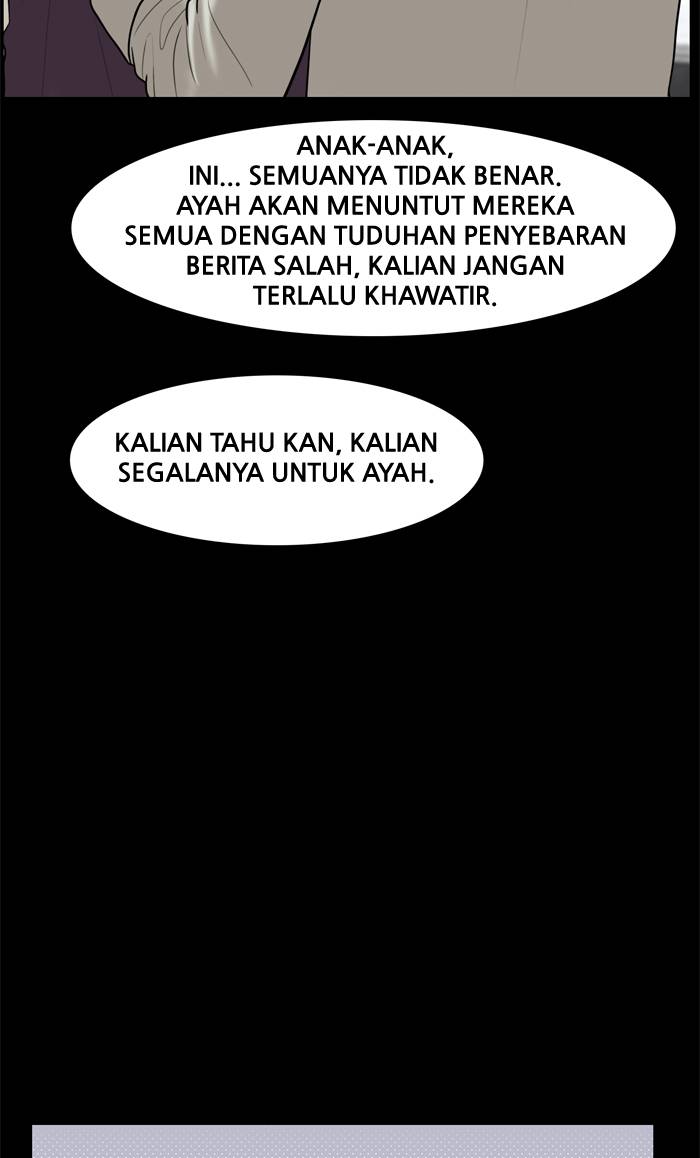 ANAK-ANAK,
INI... SEMUANYA TIDAK BENAR.
AYAH AKAN MENUNTUT MEREKA
SEMUA DENGAN TUDUHAN PENYEBARAN
BERITA SALAH, KALIAN JANGAN
TERLALU KHAWATIR.
KALIAN TAHU KAN, KALIAN
SEGALANYA UNTUK AYAH.